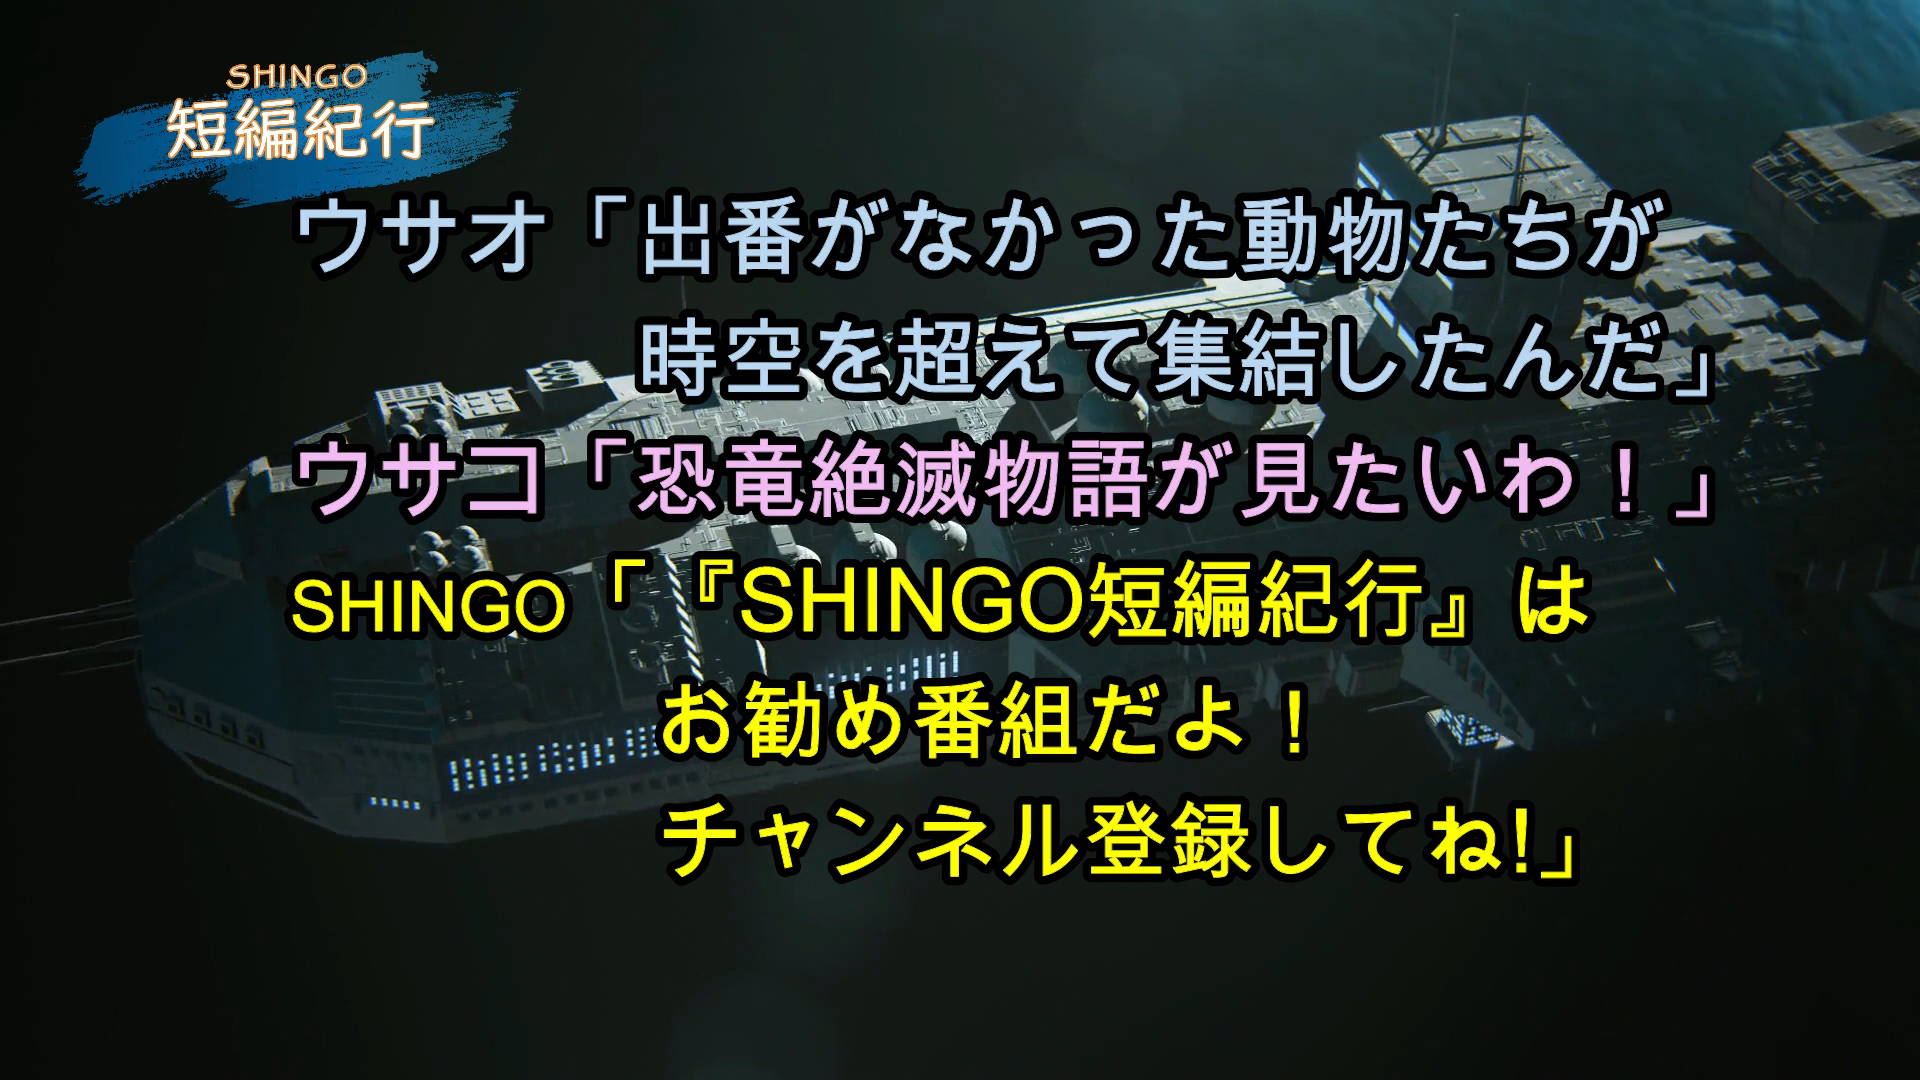 SHINGO
短編紀行
ウサオ「出番がなかった動物たちが
時空を超えて集結したんだ」
ウサコ「恐竜絶滅物語が見たいわ！」
SHINGO「『SHINGO短編紀行』は
お勧め番組だよ！
チャンネル登録してね!」